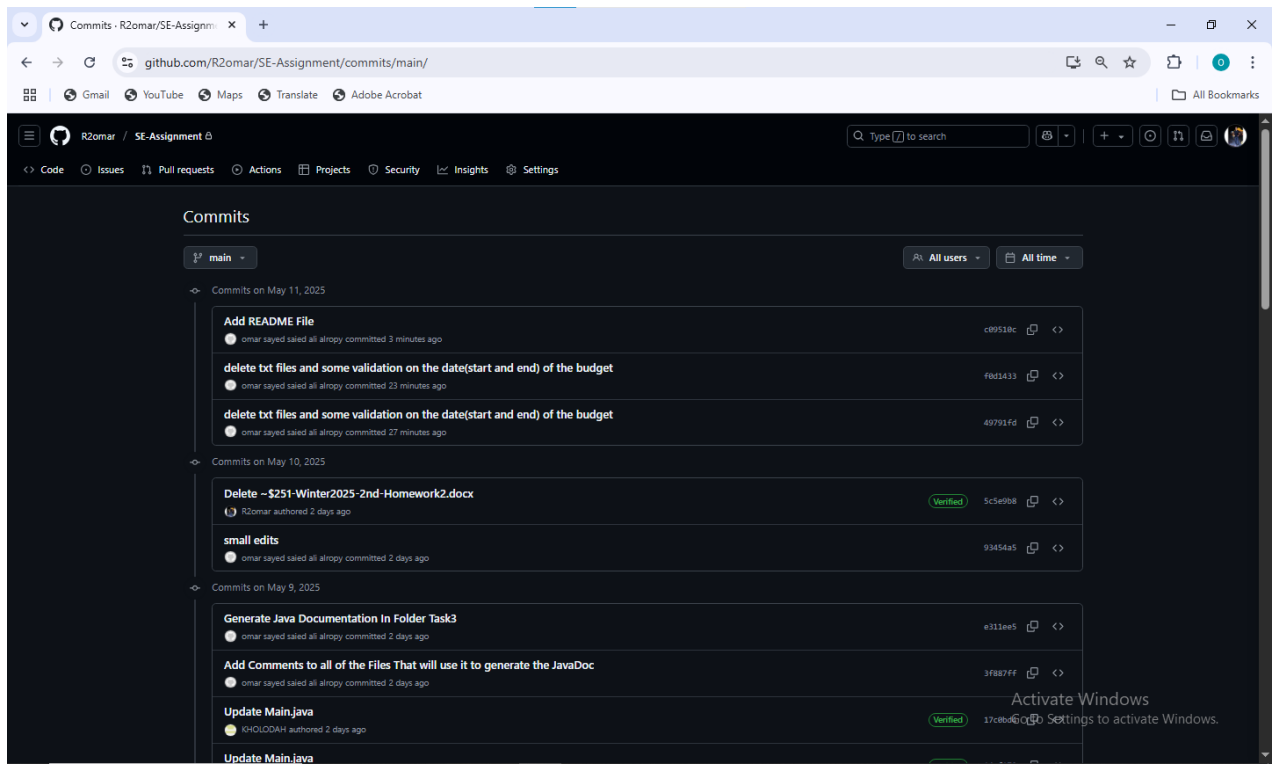 Commits · R2omar/SE-Assignm
github.com/R2omar/SE-Assignment/commits/main/
Gmail YouTube Maps Translate Adobe Acrobat All Bookmarks
R2omar / SE-Assignment Type / to search
Code Issues Pull requests Actions Projects Security Insights Settings
Commits
main All users All time
Commits on May 11, 2025
Add README File
omar sayed saied ali alropy committed 3 minutes ago c09510c
delete txt files and some validation on the date(start and end) of the budget
omar sayed saied ali alropy committed 23 minutes ago f0d1433
delete txt files and some validation on the date(start and end) of the budget
omar sayed saied ali alropy committed 27 minutes ago 49791fd
Commits on May 10, 2025
Delete ~$251-Winter2025-2nd-Homework2.docx
R2omar authored 2 days ago Verified 5c5e9b8
small edits
omar sayed saied ali alropy committed 2 days ago 93454a5
Commits on May 9, 2025
Generate Java Documentation In Folder Task3
omar sayed saied ali alropy committed 2 days ago e311ee5
Add Comments to all of the Files That will use it to generate the JavaDoc
omar sayed saied ali alropy committed 2 days ago 3f887ff
Update Main.java
KHOLODAH authored 2 days ago Verified
Activate Windows
Go to Settings to activate Windows.
Update Main.java